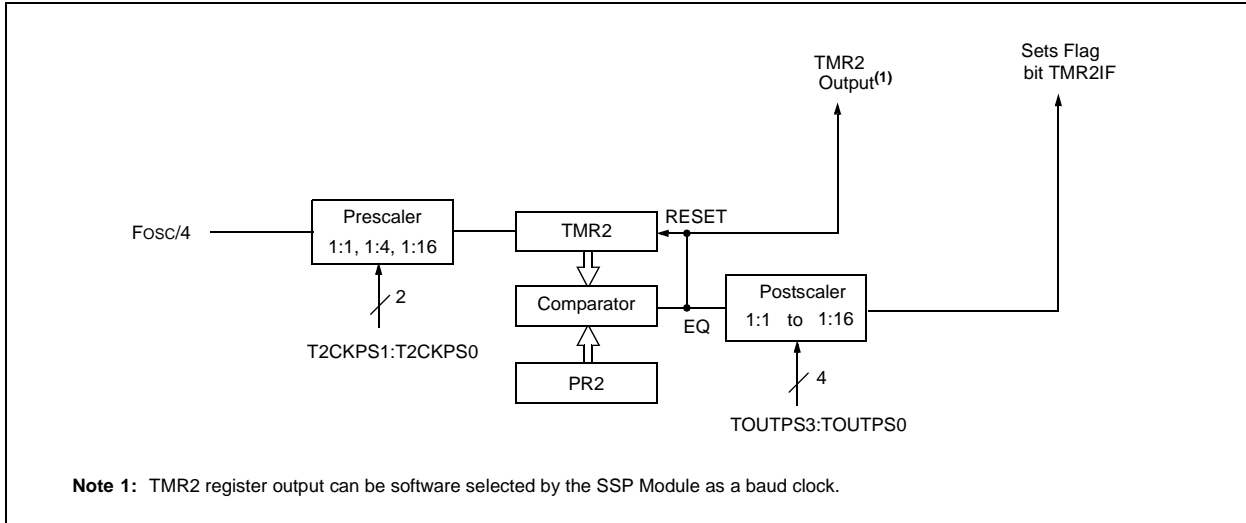 TMR2
Output(1)
Sets Flag
bit TMR2IF
FOSC/4
Prescaler
1:1, 1:4, 1:16
2
T2CKPS1:T2CKPS0
TMR2
RESET
Comparator
EQ
PR2
Postscaler
1:1 to 1:16
4
TOUTPS3:TOUTPS0
Note 1: TMR2 register output can be software selected by the SSP Module as a baud clock.